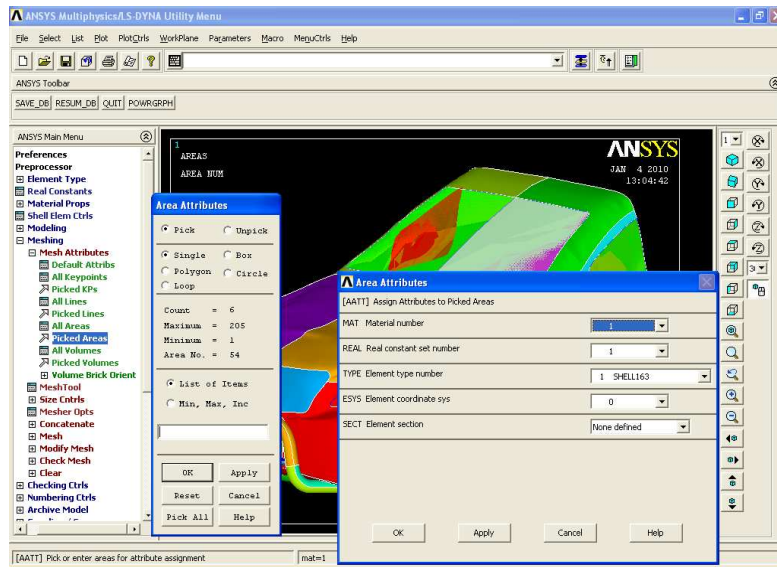 ANSYS Multiphysics/LS-DYNA Utility Menu
File Select List Plot PlotCtrls WorkPlane Parameters Macro MenuCtrls Help
ANSYS Toolbar
SAVE_DB RESUM_DB QUIT POWRGRPH
ANSYS Main Menu
Preferences
Preprocessor
Element Type
Real Constants
Material Props
Shell Elem Ctrls
Modeling
Meshing
Mesh Attributes
Default Attribs
All Keypoints
Picked KPs
All Lines
Picked Lines
All Areas
Picked Areas
All Volumes
Picked Volumes
Volume Brick Orient
MeshTool
Size Cntrls
Mesher Opts
Concatenate
Mesh
Modify Mesh
Check Mesh
Clear
Checking Ctrls
Numbering Ctrls
Archive Model
1
AREAS
AREA NUM
ANSYS
JAN 4 2010
13:04:42
Area Attributes
Pick Unpick
Single Box
Polygon Circle
Loop
Count = 6
Maximum = 205
Minimum = 1
Area No. = 54
List of Items
Min, Max, Inc
OK Apply
Reset Cancel
Pick All Help
Area Attributes
[AATT] Assign Attributes to Picked Areas
MAT Material number 1
REAL Real constant set number 1
TYPE Element type number 1 SHELL163
ESYS Element coordinate sys 0
SECT Element section None defined
OK Apply Cancel Help
1
3
[AATT] Pick or enter areas for attribute assignment
mat=1